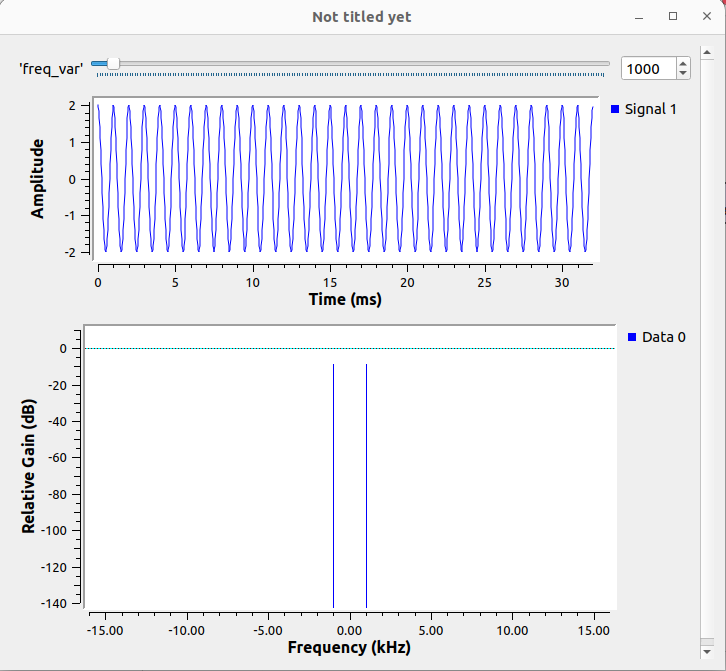 Not titled yet
'freq_var'
1000
Signal 1
2
1
0
-1
-2
Amplitude
0 5 10 15 20 25 30
Time (ms)
Data 0
0
-20
-40
-60
-80
-100
-120
-140
Relative Gain (dB)
-15.00 -10.00 -5.00 0.00 5.00 10.00 15.00
Frequency (kHz)